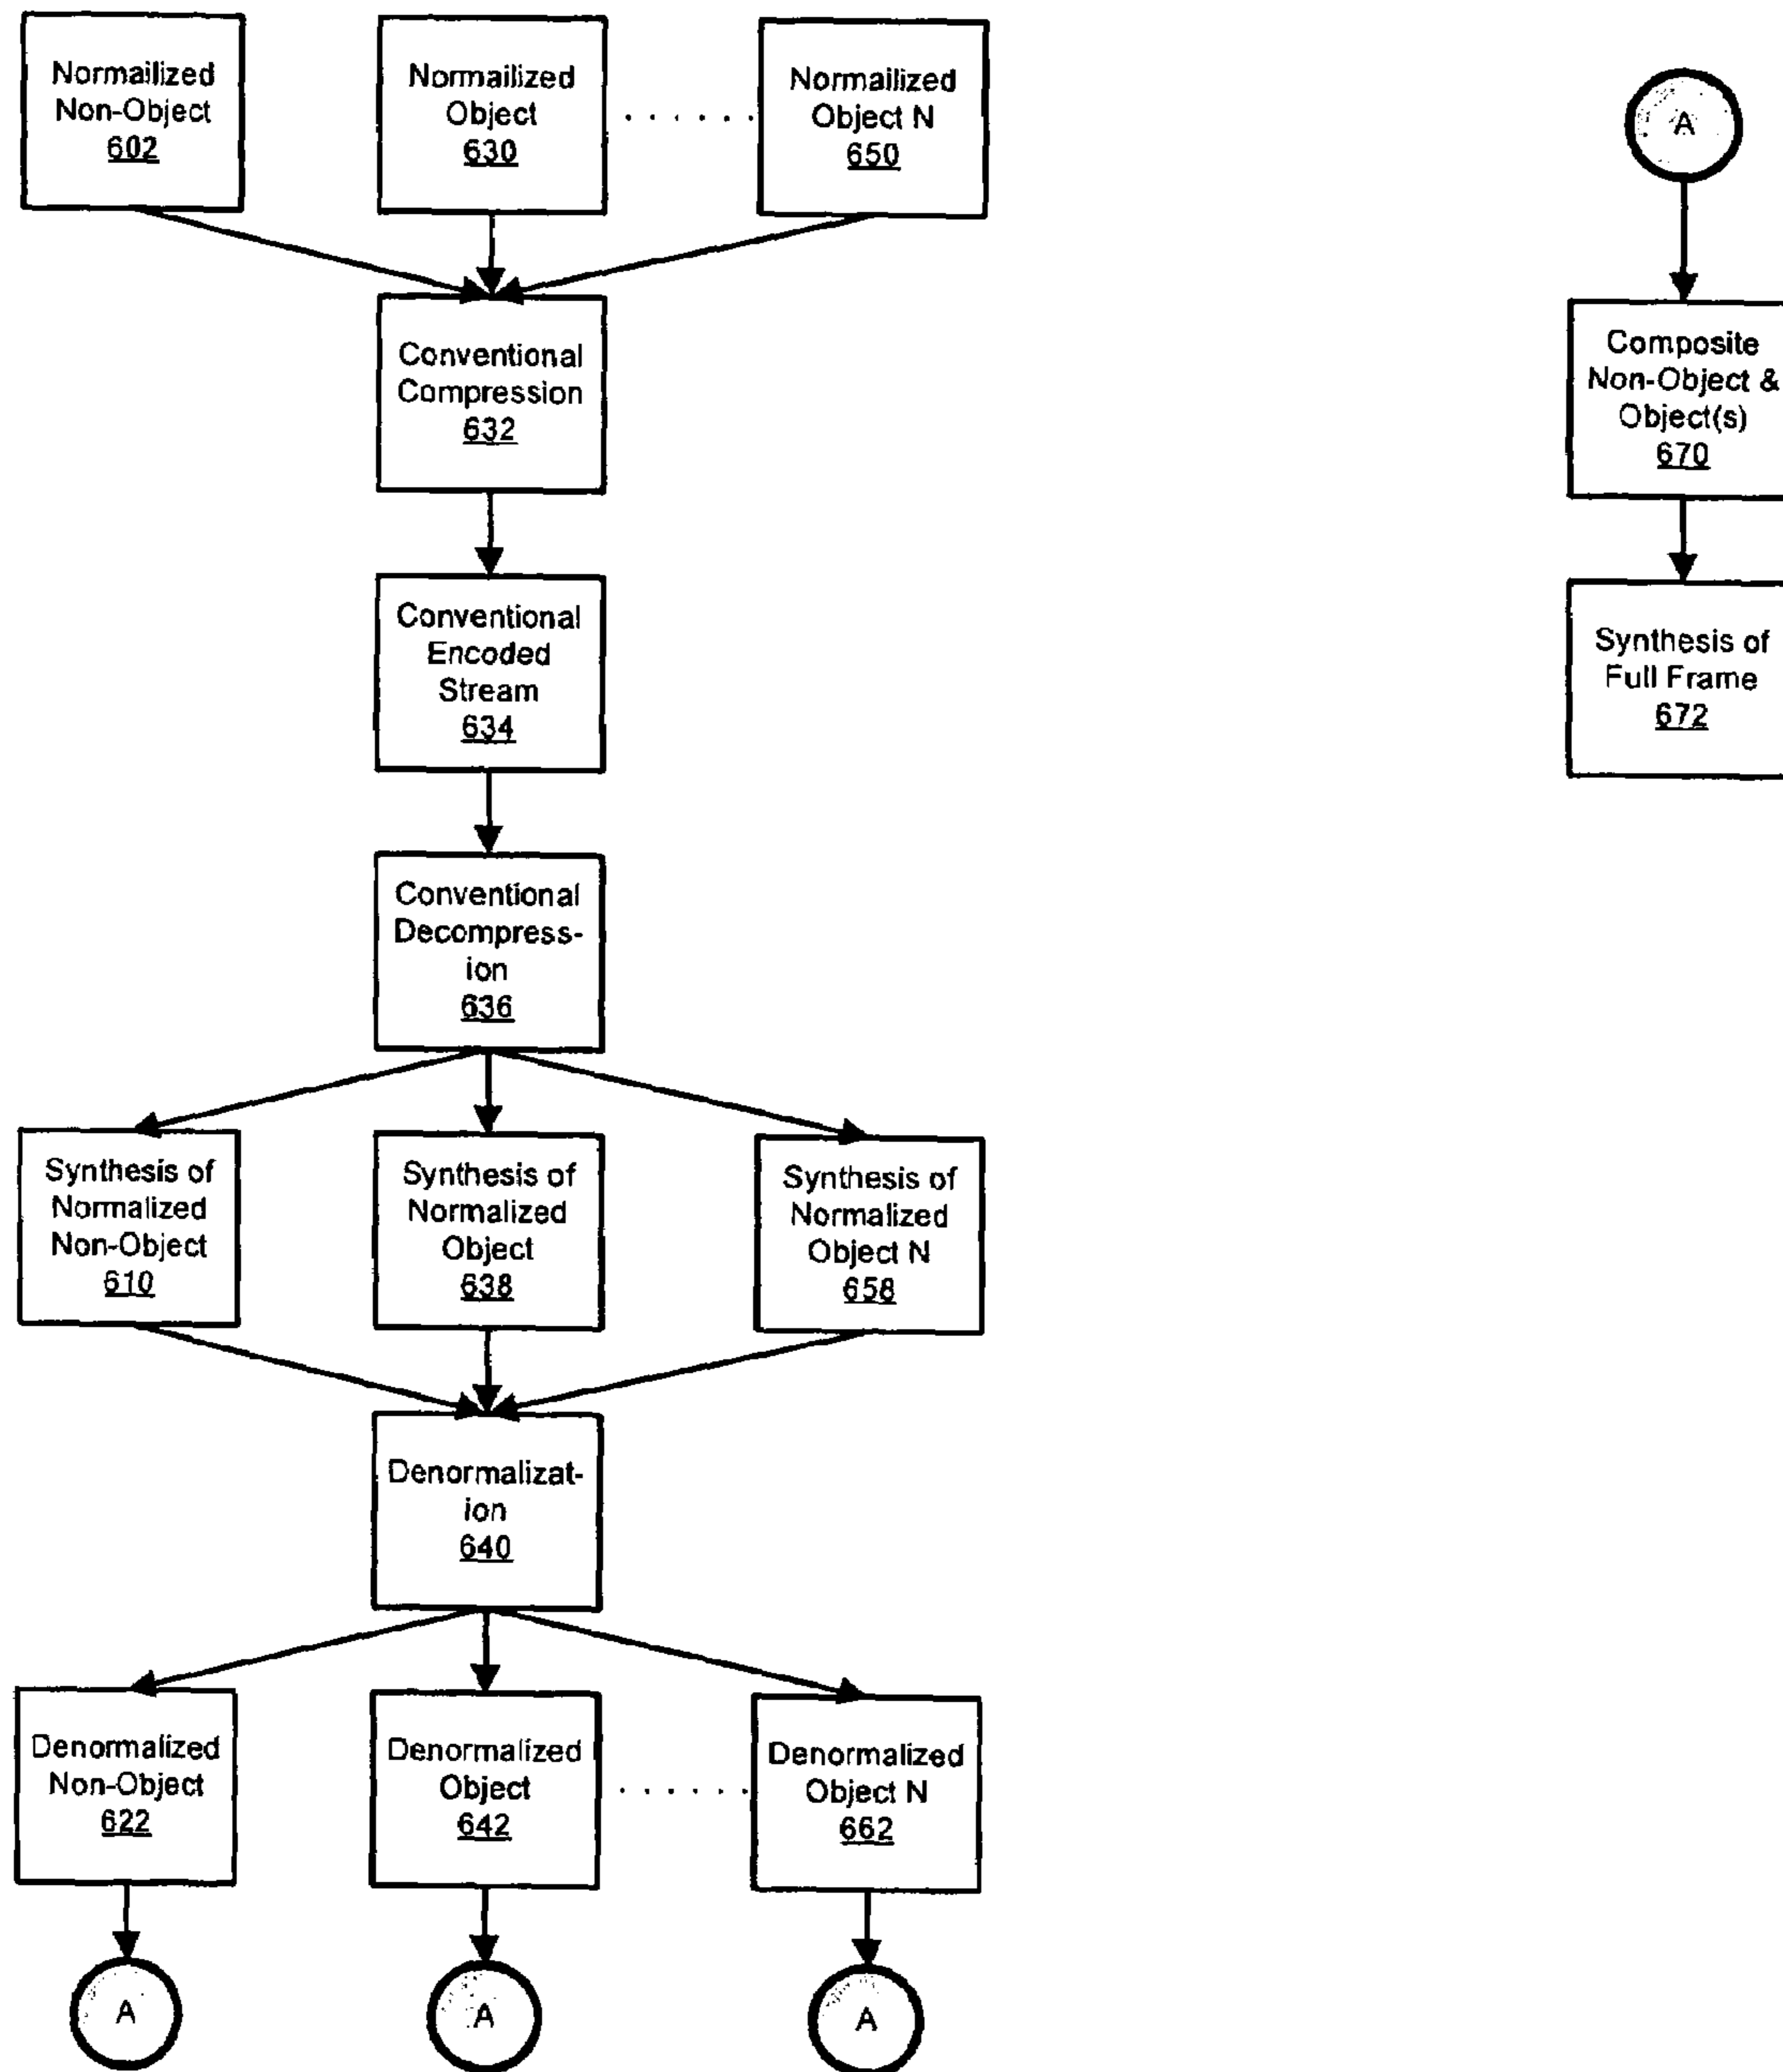 Normailized
Non-Object
602
Normailized
Object
630
Normailized
Object N
650
Conventional
Compression
632
Conventional
Encoded
Stream
634
Conventional
Decompress-
ion
636
Synthesis of
Normalized
Non-Object
610
Synthesis of
Normalized
Object
638
Synthesis of
Normalized
Object N
658
Denormalizat-
ion
640
Denormalized
Non-Object
622
Denormalized
Object
642
Denormalized
Object N
662
A
A
A
A
Composite
Non-Object &
Object(s)
670
Synthesis of
Full Frame
672